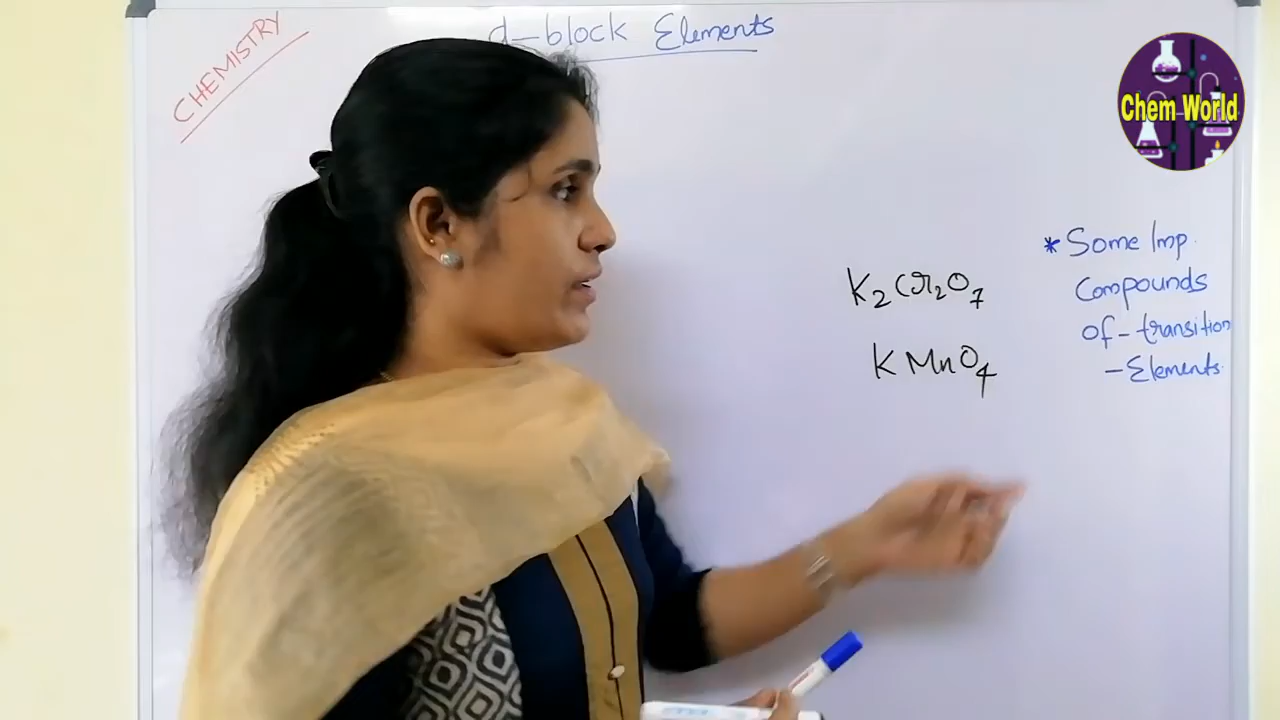 CHEMISTRY
d-block Elements
Chem World
* Some Imp.
Compounds
of-transition
-Elements.
K2Cr2O7
KMnO4